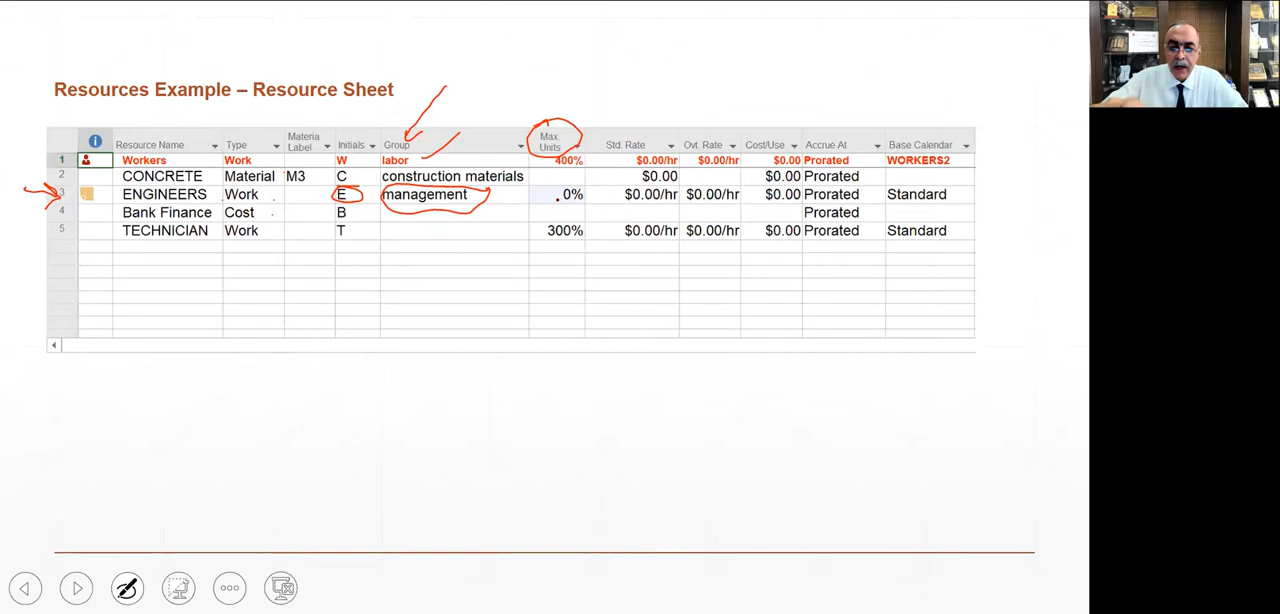 Resources Example – Resource Sheet
Resource Name Type Materia Label Initials Group Max. Units Std. Rate Ovt. Rate Cost/Use Accrue At Base Calendar
1 Workers Work W labor 400% $0.00/hr $0.00/hr $0.00 Prorated WORKERS2
2 CONCRETE Material M3 C construction materials $0.00 $0.00 Prorated
3 ENGINEERS Work E management 0% $0.00/hr $0.00/hr $0.00 Prorated Standard
4 Bank Finance Cost B Prorated
5 TECHNICIAN Work T 300% $0.00/hr $0.00/hr $0.00 Prorated Standard